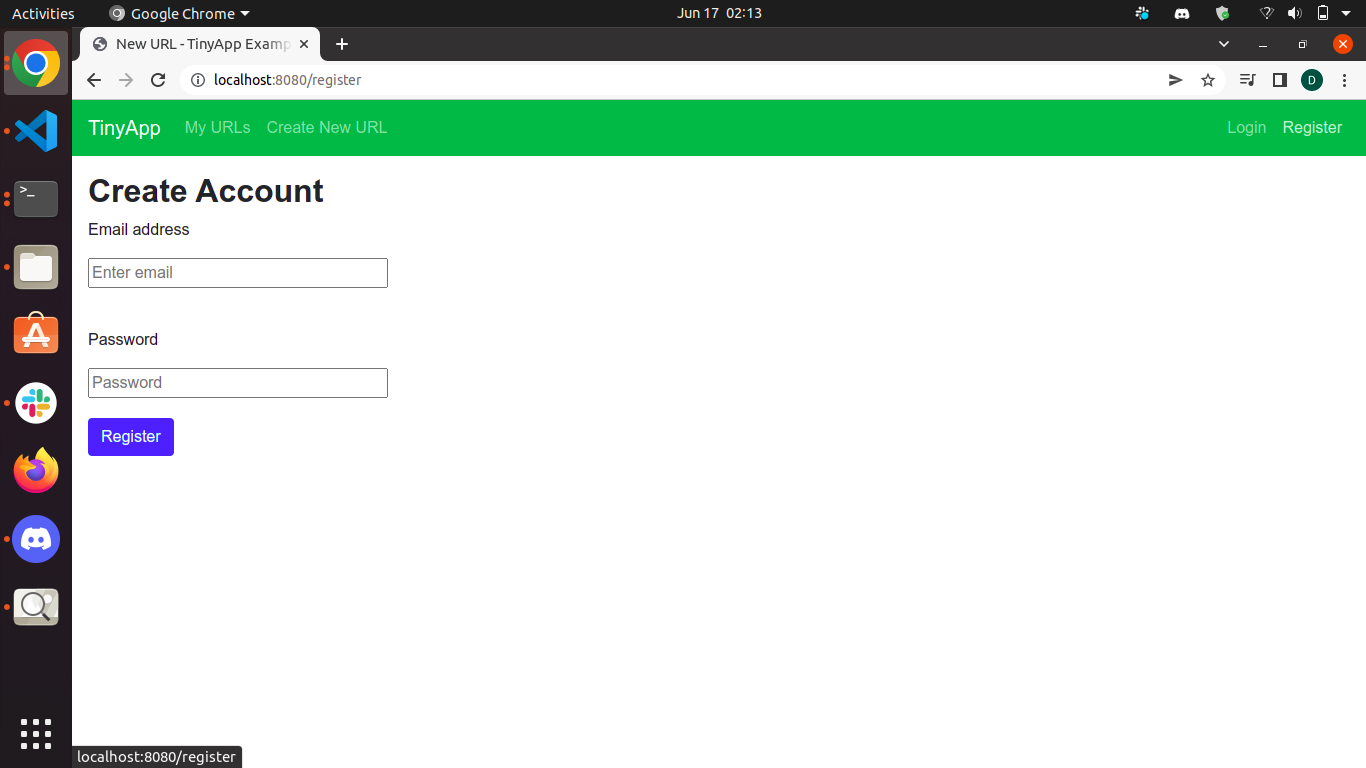 Activities Google Chrome Jun 17 02:13
New URL - TinyApp Examp
localhost:8080/register D
TinyApp My URLs Create New URL Login Register
Create Account
Email address
Enter email
Password
Password
Register
>_
localhost:8080/register